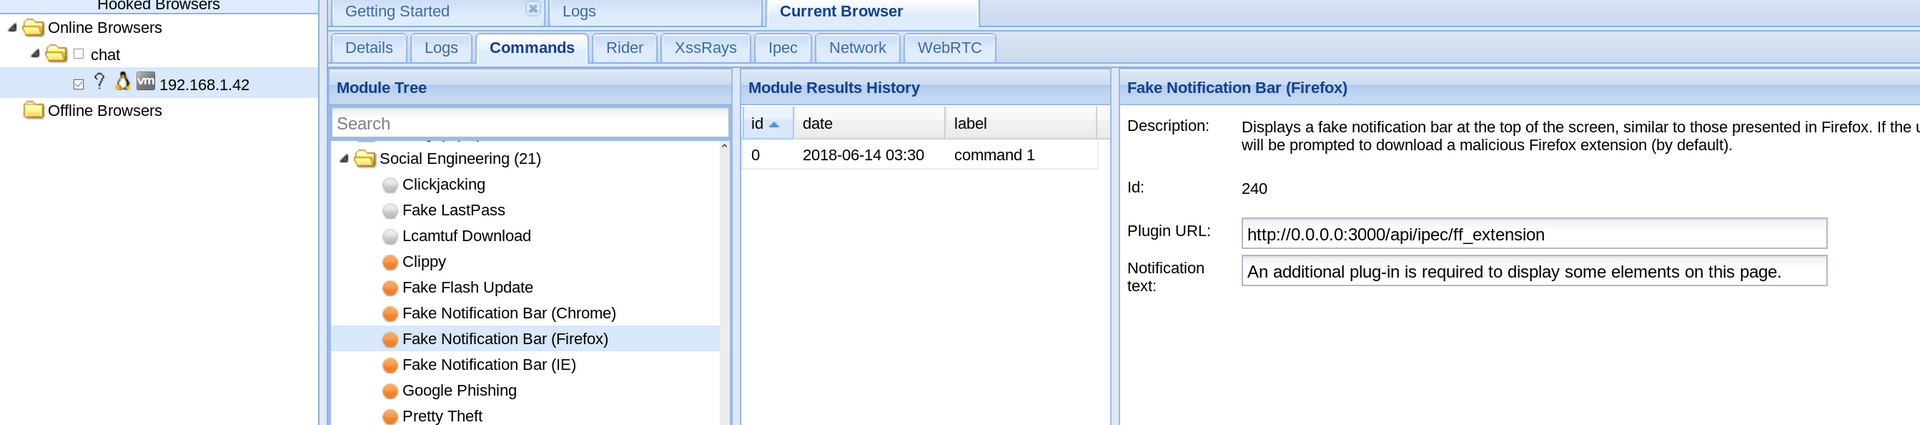 Hooked Browsers
Online Browsers
chat
192.168.1.42
Offline Browsers
Getting Started
Logs
Current Browser
Details
Logs
Commands
Rider
XssRays
Ipec
Network
WebRTC
Module Tree
Search
Social Engineering (21)
Clickjacking
Fake LastPass
Lcamtuf Download
Clippy
Fake Flash Update
Fake Notification Bar (Chrome)
Fake Notification Bar (Firefox)
Fake Notification Bar (IE)
Google Phishing
Pretty Theft
Module Results History
id date label
0 2018-06-14 03:30 command 1
Fake Notification Bar (Firefox)
Description: Displays a fake notification bar at the top of the screen, similar to those presented in Firefox. If the
will be prompted to download a malicious Firefox extension (by default).
Id: 240
Plugin URL: http://0.0.0.0:3000/api/ipec/ff_extension
Notification
text: An additional plug-in is required to display some elements on this page.